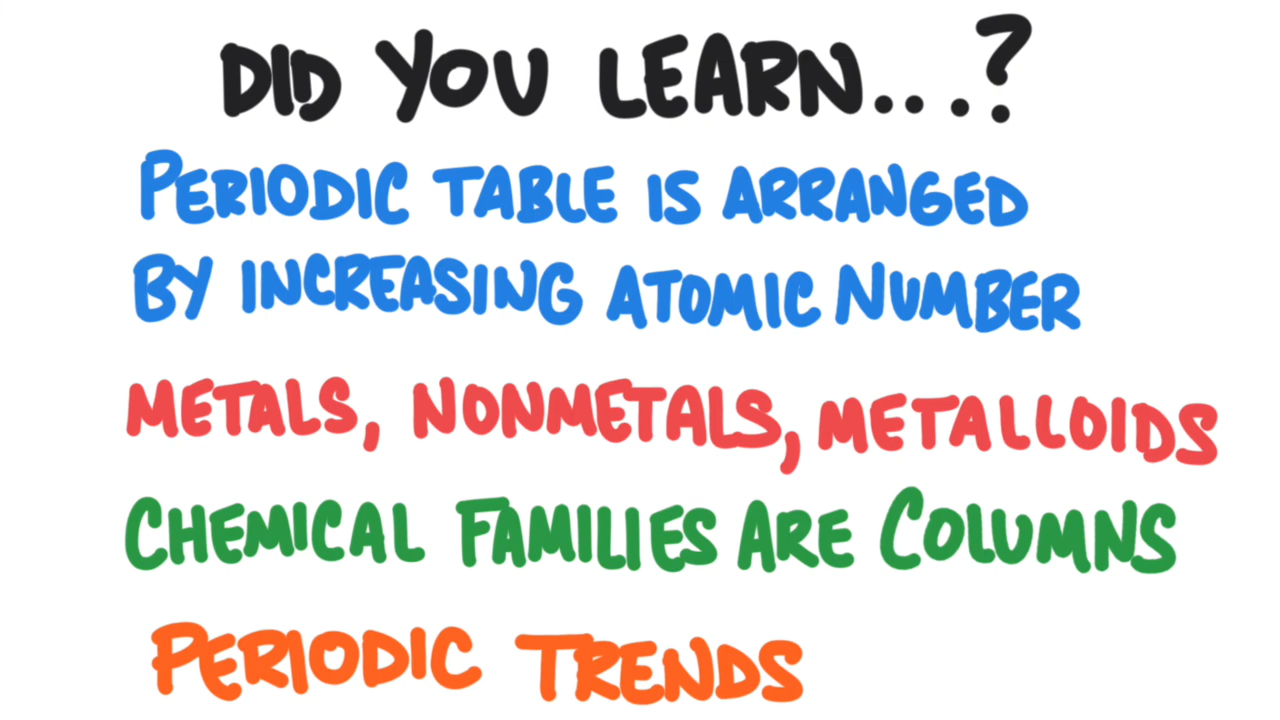 DID YOU LEARN...?
PERIODIC TABLE IS ARRANGED
BY INCREASING ATOMIC NUMBER
METALS, NONMETALS, METALLOIDS
CHEMICAL FAMILIES ARE COLUMNS
PERIODIC TRENDS